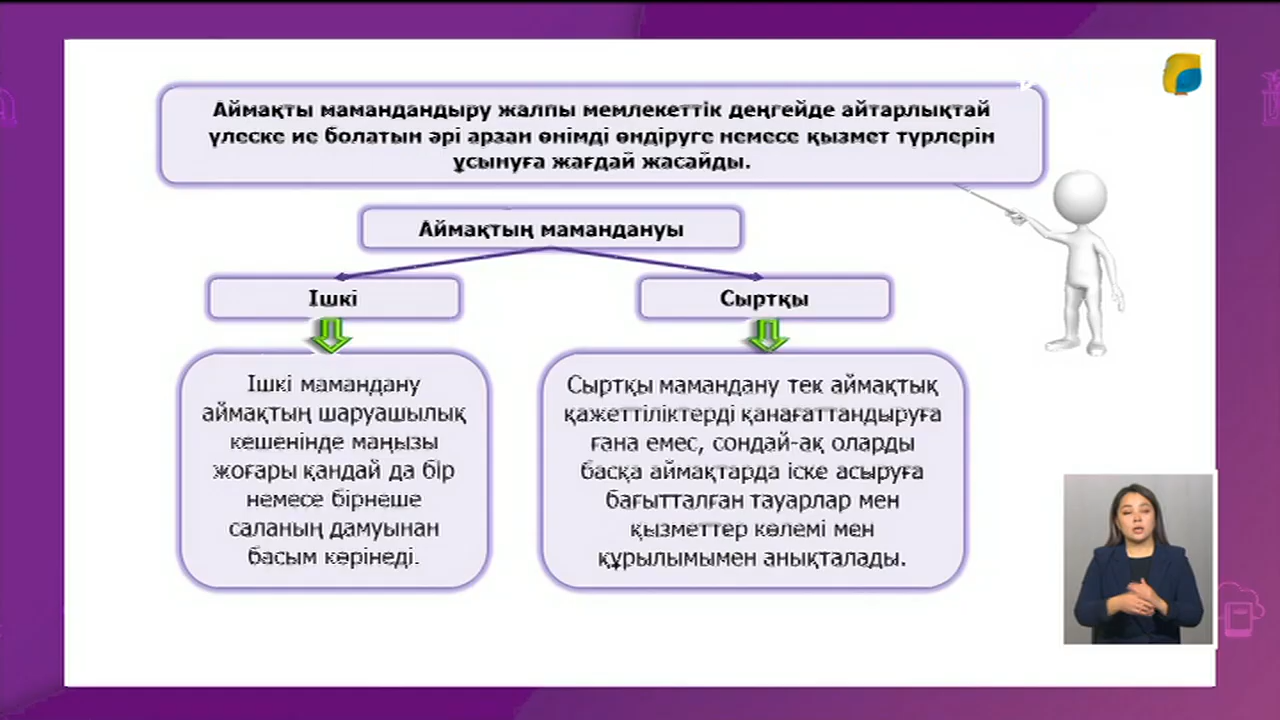 Аймақты мамандандыру жалпы мемлекеттік деңгейде айтарлықтай
үлеске ие болатын әрі арзан өнімді өндіруге немесе қызмет түрлерін
ұсынуға жағдай жасайды.
Аймақтың мамандануы
Ішкі
Сыртқы
Ішкі мамандану
аймақтың шаруашылық
кешенінде маңызы
жоғары қандай да бір
немесе бірнеше
саланың дамуынан
басым көрінеді.
Сыртқы мамандану тек аймақтық
қажеттіліктерді қанағаттандыруға
ғана емес, сондай-ақ оларды
басқа аймақтарда іске асыруға
бағытталған тауарлар мен
қызметтер көлемі мен
құрылымымен анықталады.